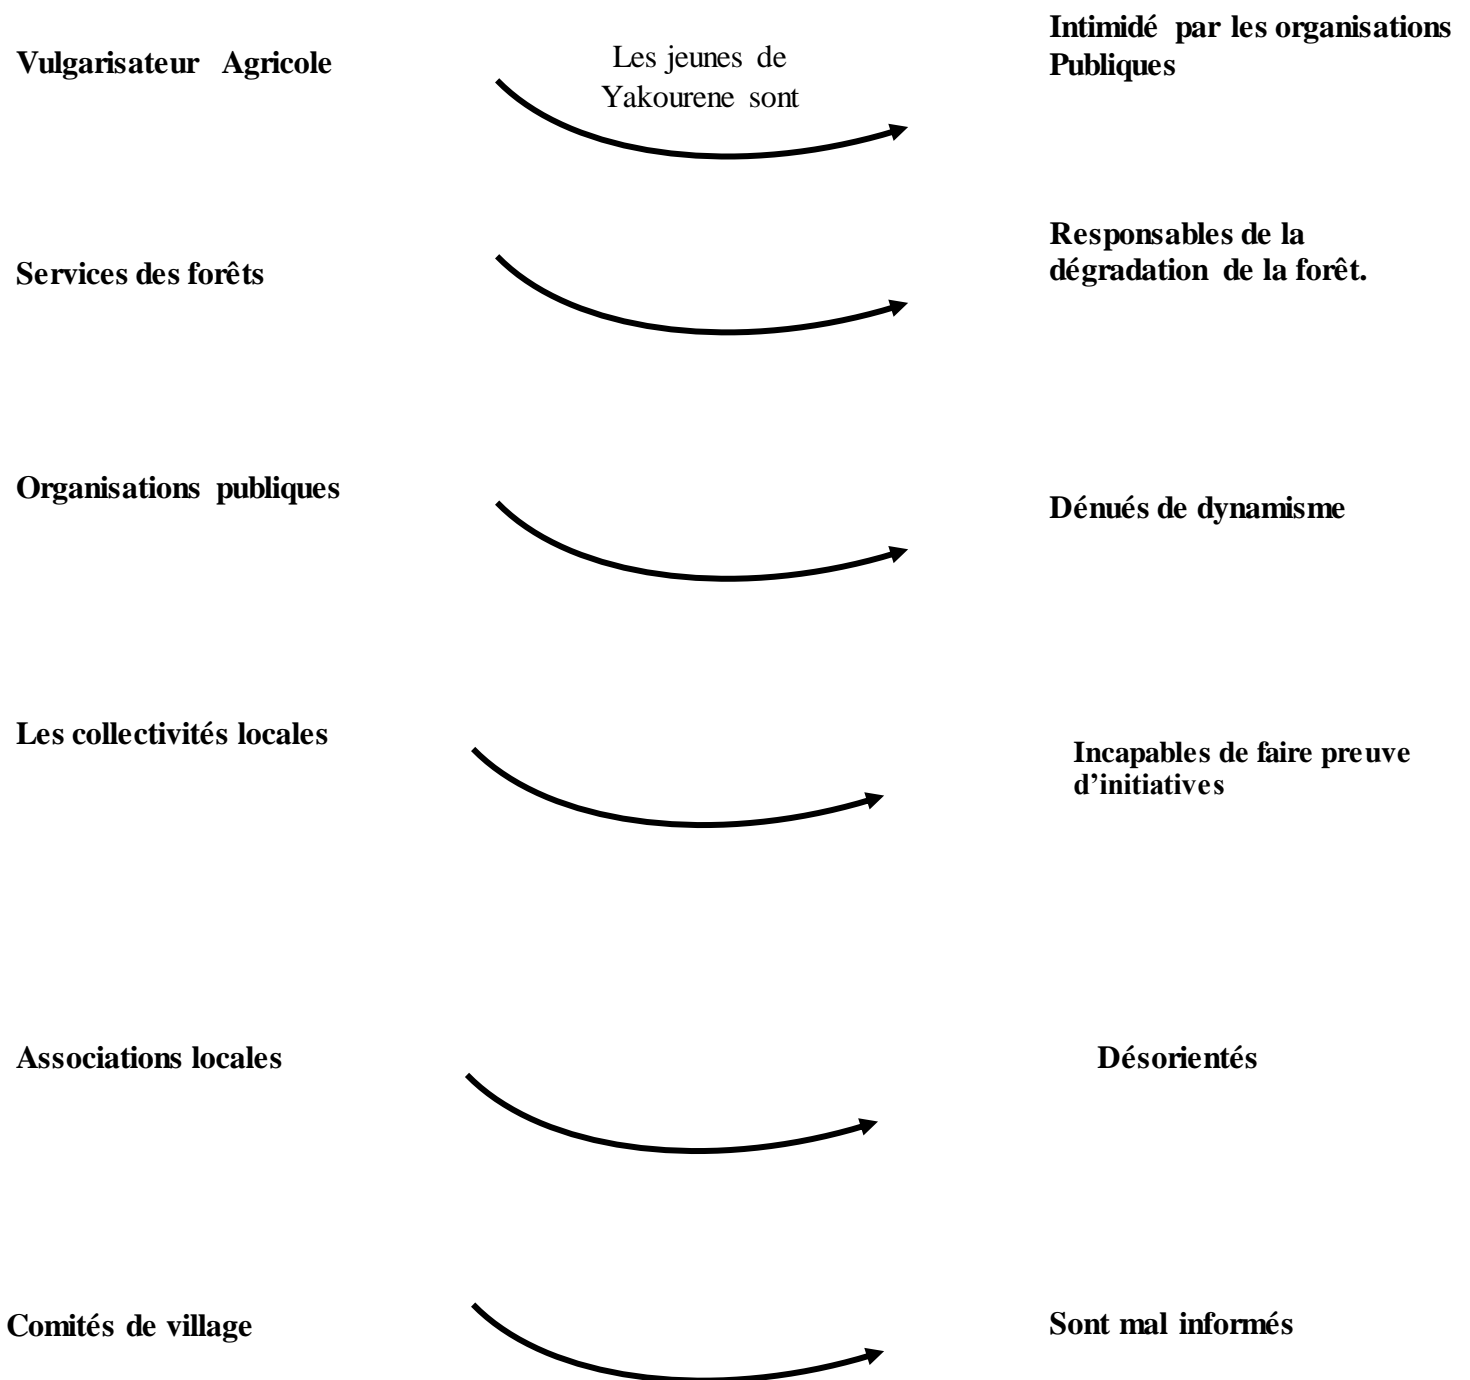 Vulgarisateur Agricole
Les jeunes de
Yakourene sont
Intimidé par les organisations
Publiques
Services des forêts
Responsables de la
dégradation de la forêt.
Organisations publiques
Dénués de dynamisme
Les collectivités locales
Incapables de faire preuve
d’initiatives
Associations locales
Désorientés
Comités de village
Sont mal informés